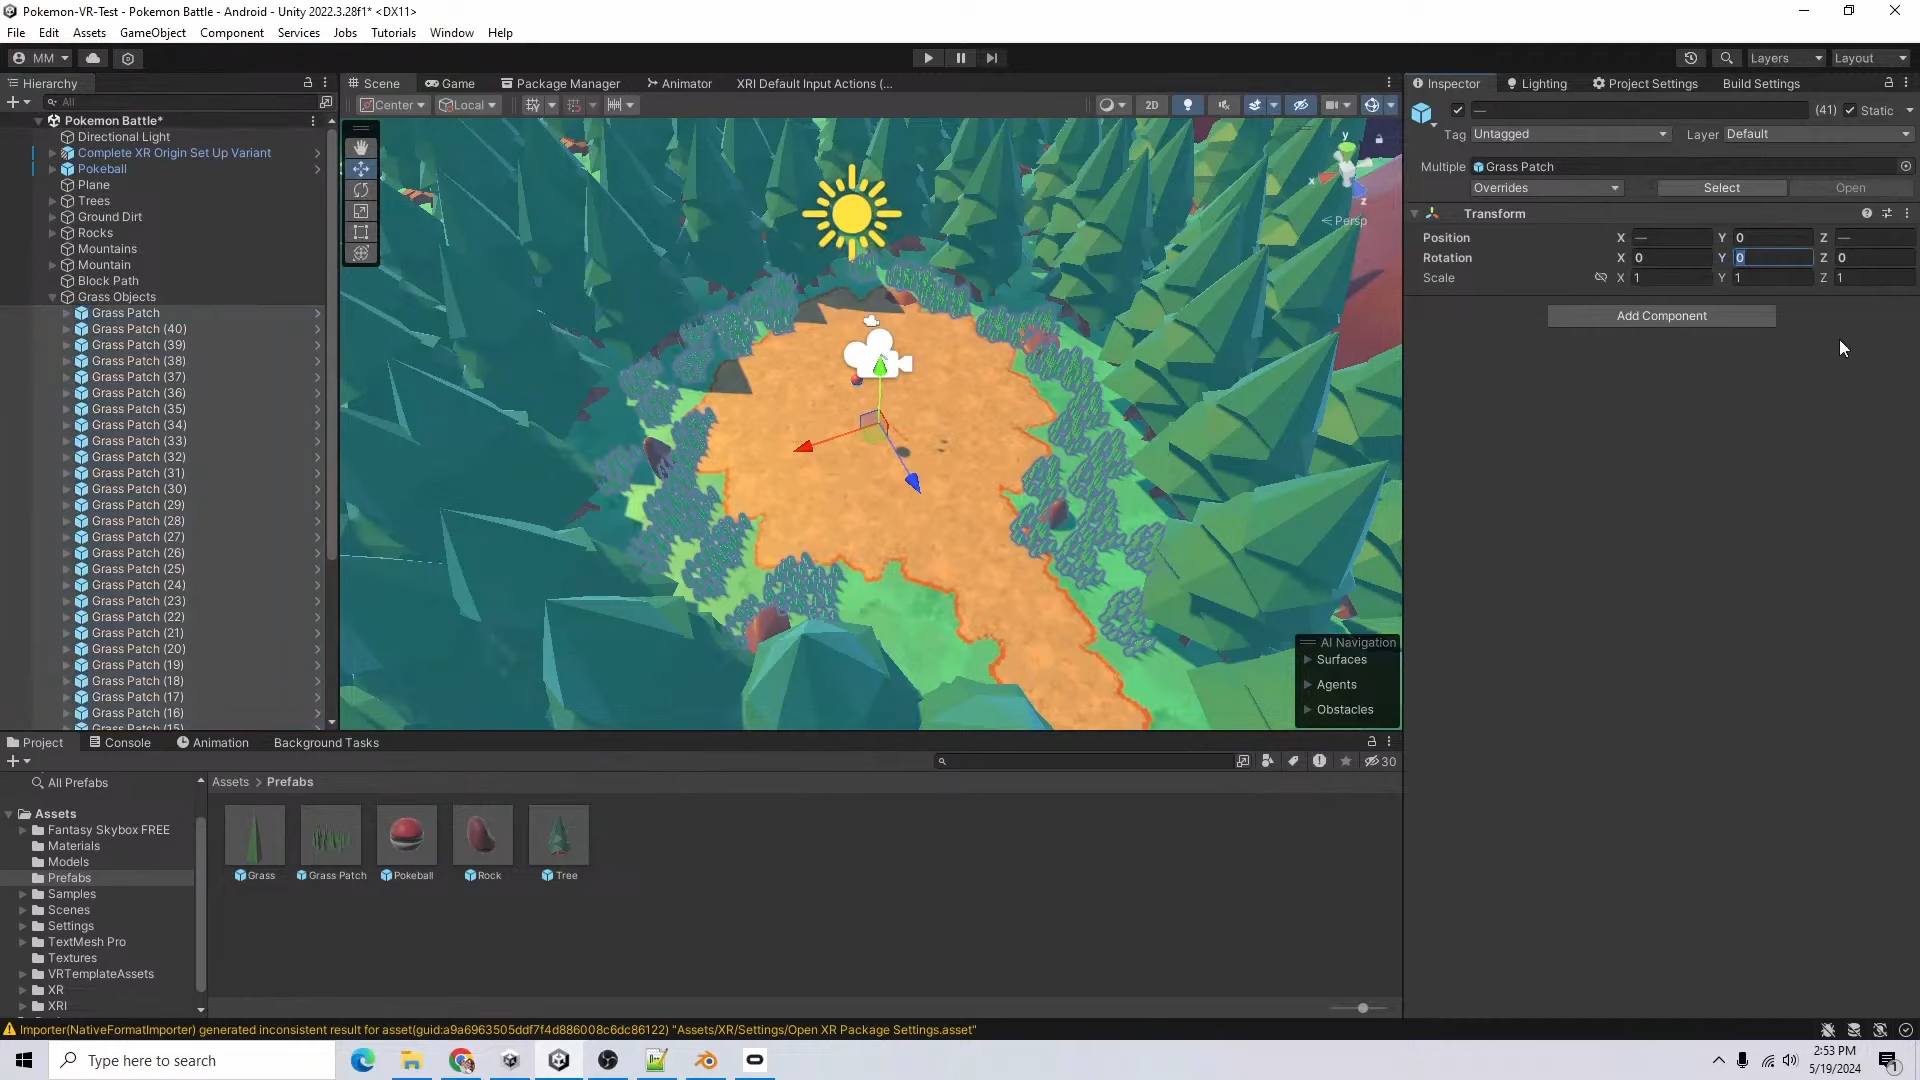 Pokemon-VR-Test - Pokemon Battle - Android - Unity 2022.3.28f1* <DX11>
File Edit Assets GameObject Component Services Jobs Tutorials Window Help
MM
Layers Layout
Hierarchy
All
Pokemon Battle*
Directional Light
Complete XR Origin Set Up Variant
Pokeball
Plane
Trees
Ground Dirt
Rocks
Mountains
Mountain
Block Path
Grass Objects
Grass Patch
Grass Patch (40)
Grass Patch (39)
Grass Patch (38)
Grass Patch (37)
Grass Patch (36)
Grass Patch (35)
Grass Patch (34)
Grass Patch (33)
Grass Patch (32)
Grass Patch (31)
Grass Patch (30)
Grass Patch (29)
Grass Patch (28)
Grass Patch (27)
Grass Patch (26)
Grass Patch (25)
Grass Patch (24)
Grass Patch (23)
Grass Patch (22)
Grass Patch (21)
Grass Patch (20)
Grass Patch (19)
Grass Patch (18)
Grass Patch (17)
Grass Patch (16)
Grass Patch (15)
Scene Game Package Manager Animator XRI Default Input Actions (...
Center Local 2D
y
x
z
Persp
AI Navigation
Surfaces
Agents
Obstacles
Inspector Lighting Project Settings Build Settings
— (41) Static
Tag Untagged Layer Default
Multiple Grass Patch
Overrides Select Open
Transform
Position X — Y 0 Z —
Rotation X 0 Y 0 Z 0
Scale X 1 Y 1 Z 1
Add Component
Project Console Animation Background Tasks
30
All Prefabs
Assets
Fantasy Skybox FREE
Materials
Models
Prefabs
Samples
Scenes
Settings
TextMesh Pro
Textures
VRTemplateAssets
XR
XRI
Assets > Prefabs
Grass Grass Patch Pokeball Rock Tree
Importer(NativeFormatImporter) generated inconsistent result for asset(guid:a9a6963505ddf7f4d886008c6dc86122) "Assets/XR/Settings/Open XR Package Settings.asset"
Type here to search
2:53 PM
5/19/2024
1